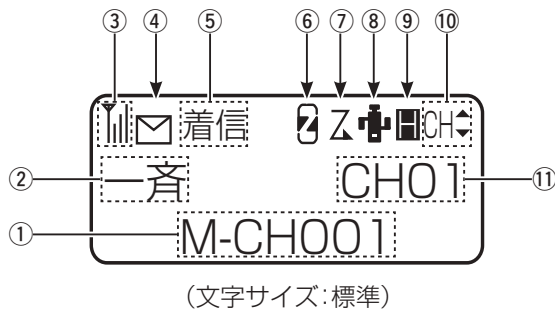 ③ ④ ⑤ ⑥ ⑦ ⑧ ⑨ ⑩
着信 CH
② 一斉 CH01 ⑪
① M-CH001
(文字サイズ:標準)